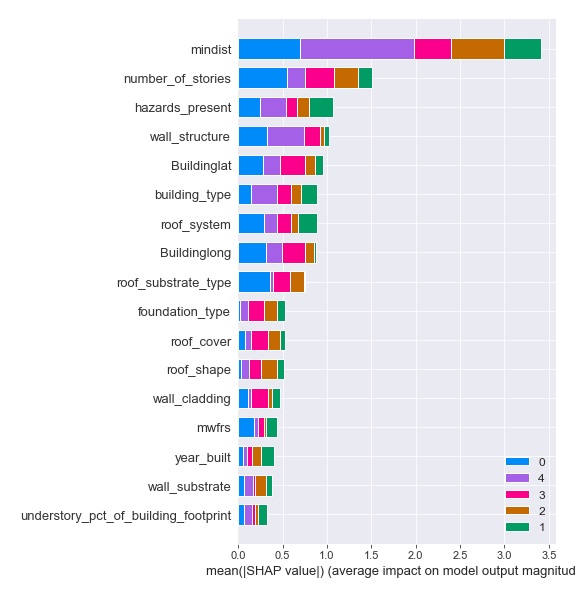 mindist
number_of_stories
hazards_present
wall_structure
Buildinglat
building_type
roof_system
Buildinglong
roof_substrate_type
foundation_type
roof_cover
roof_shape
wall_cladding
mwfrs
year_built
wall_substrate
understory_pct_of_building_footprint
0
4
3
2
1
0.0 0.5 1.0 1.5 2.0 2.5 3.0 3.5
mean(|SHAP value|) (average impact on model output magnitud